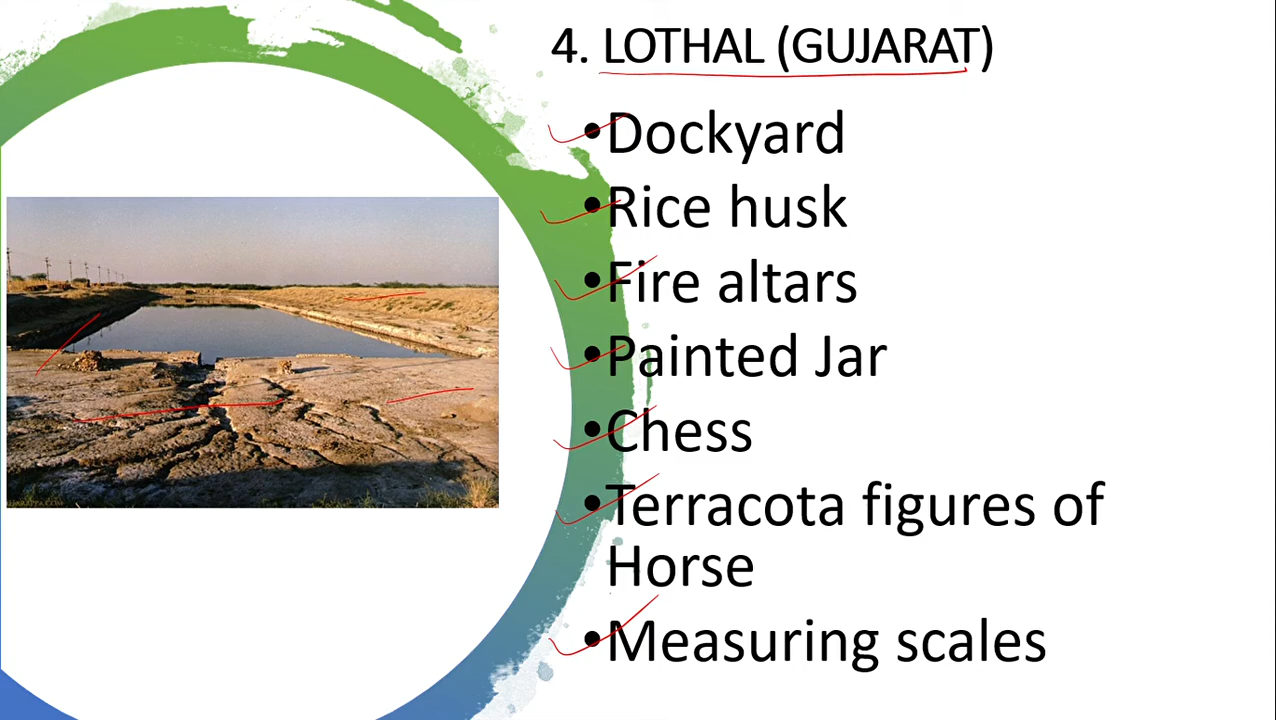 4. LOTHAL (GUJARAT)
•Dockyard
•Rice husk
•Fire altars
•Painted Jar
•Chess
•Terracota figures of
Horse
•Measuring scales